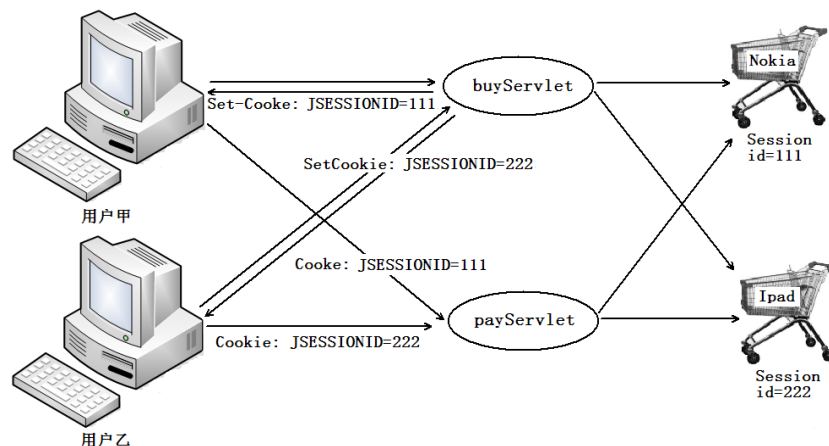 Nokia
buyServlet
Set-Cooke: JSESSIONID=111
Session
id=111
SetCookie: JSESSIONID=222
用户甲
Cooke: JSESSIONID=111
Ipad
payServlet
Cookie: JSESSIONID=222
Session
id=222
用户乙